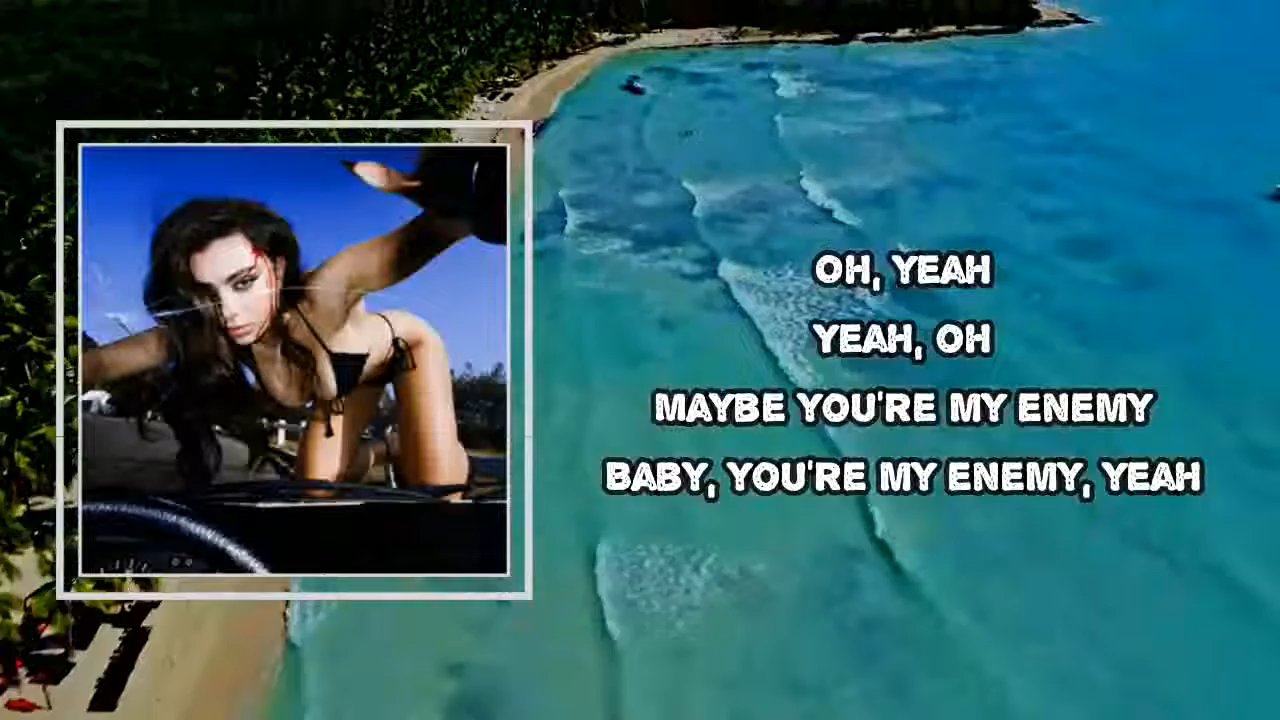 OH, YEAH
YEAH, OH
MAYBE YOU'RE MY ENEMY
BABY, YOU'RE MY ENEMY, YEAH